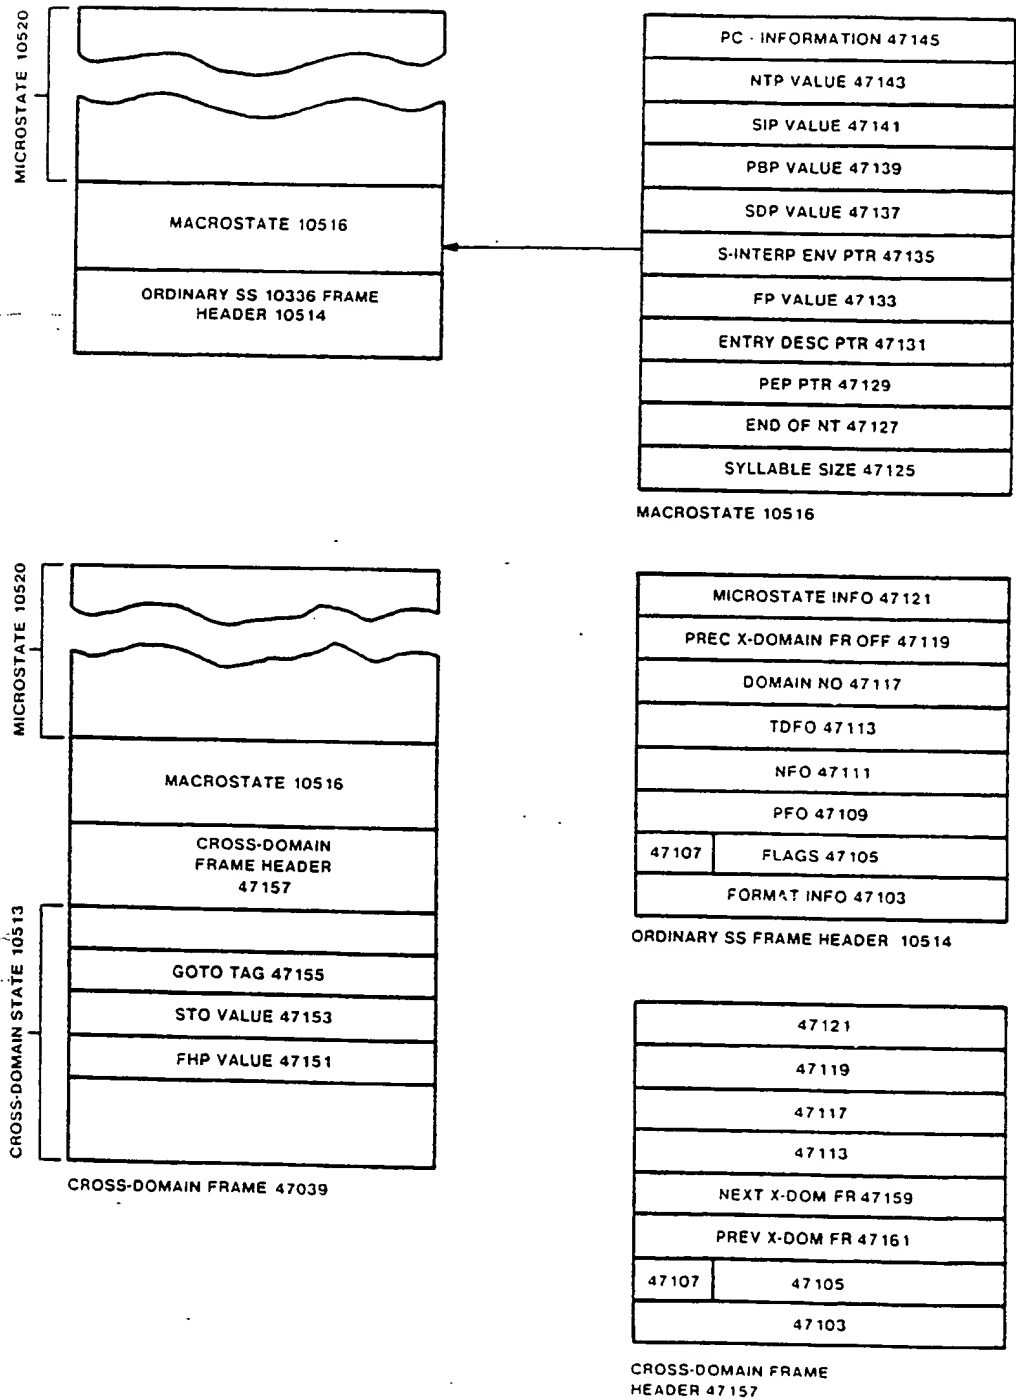 MICROSTATE 10520
MACROSTATE 10516
ORDINARY SS 10336 FRAME
HEADER 10514
PC - INFORMATION 47145
NTP VALUE 47143
SIP VALUE 47141
PBP VALUE 47139
SDP VALUE 47137
S-INTERP ENV PTR 47135
FP VALUE 47133
ENTRY DESC PTR 47131
PEP PTR 47129
END OF NT 47127
SYLLABLE SIZE 47125
MACROSTATE 10516
MICROSTATE 10520
MACROSTATE 10516
CROSS-DOMAIN
FRAME HEADER
47157
CROSS-DOMAIN STATE 10513
GOTO TAG 47155
STO VALUE 47153
FHP VALUE 47151
CROSS-DOMAIN FRAME 47039
MICROSTATE INFO 47121
PREC X-DOMAIN FR OFF 47119
DOMAIN NO 47117
TDFO 47113
NFO 47111
PFO 47109
47107 FLAGS 47105
FORMAT INFO 47103
ORDINARY SS FRAME HEADER 10514
47121
47119
47117
47113
NEXT X-DOM FR 47159
PREV X-DOM FR 47161
47107 47105
47103
CROSS-DOMAIN FRAME
HEADER 47157